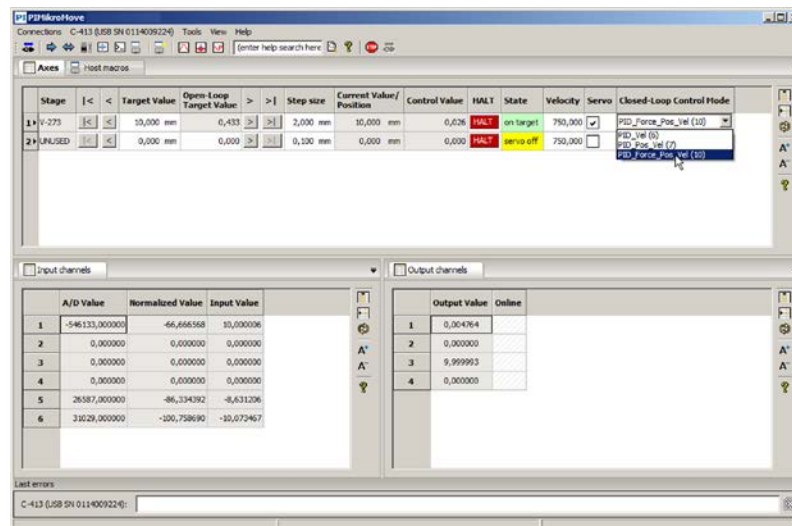 PI PIMikroMove
Connections C-413 (USB SN 0114009224) Tools View Help
(enter help search here
Axes Host macros
Stage |< < Target Value Open-Loop Target Value > >| Step size Current Value/ Position Control Value HALT State Velocity Servo Closed-Loop Control Mode
1 V-273 |< < 10,000 mm 0,433 > >| 2,000 mm 10,000 mm 0,026 HALT on target 750,000 PID_Force_Pos_Vel (10)
2 UNUSED |< < 0,000 mm 0,000 > >| 0,100 mm 0,000 mm 0,000 HALT servo off 750,000
PID_Vel (6)
PID_Pos_Vel (7)
PID_Force_Pos_Vel (10)
Input channels
A/D Value Normalized Value Input Value
1 -546133,000000 -66,666568 10,000006
2 0,000000 0,000000 0,000000
3 0,000000 0,000000 0,000000
4 0,000000 0,000000 0,000000
5 26587,000000 -86,334392 -8,631206
6 31029,000000 -100,758690 -10,073467
Output channels
Output Value Online
1 0,004764
2 0,000000
3 9,999993
4 0,000000
Last errors
C-413 (USB SN 0114009224):